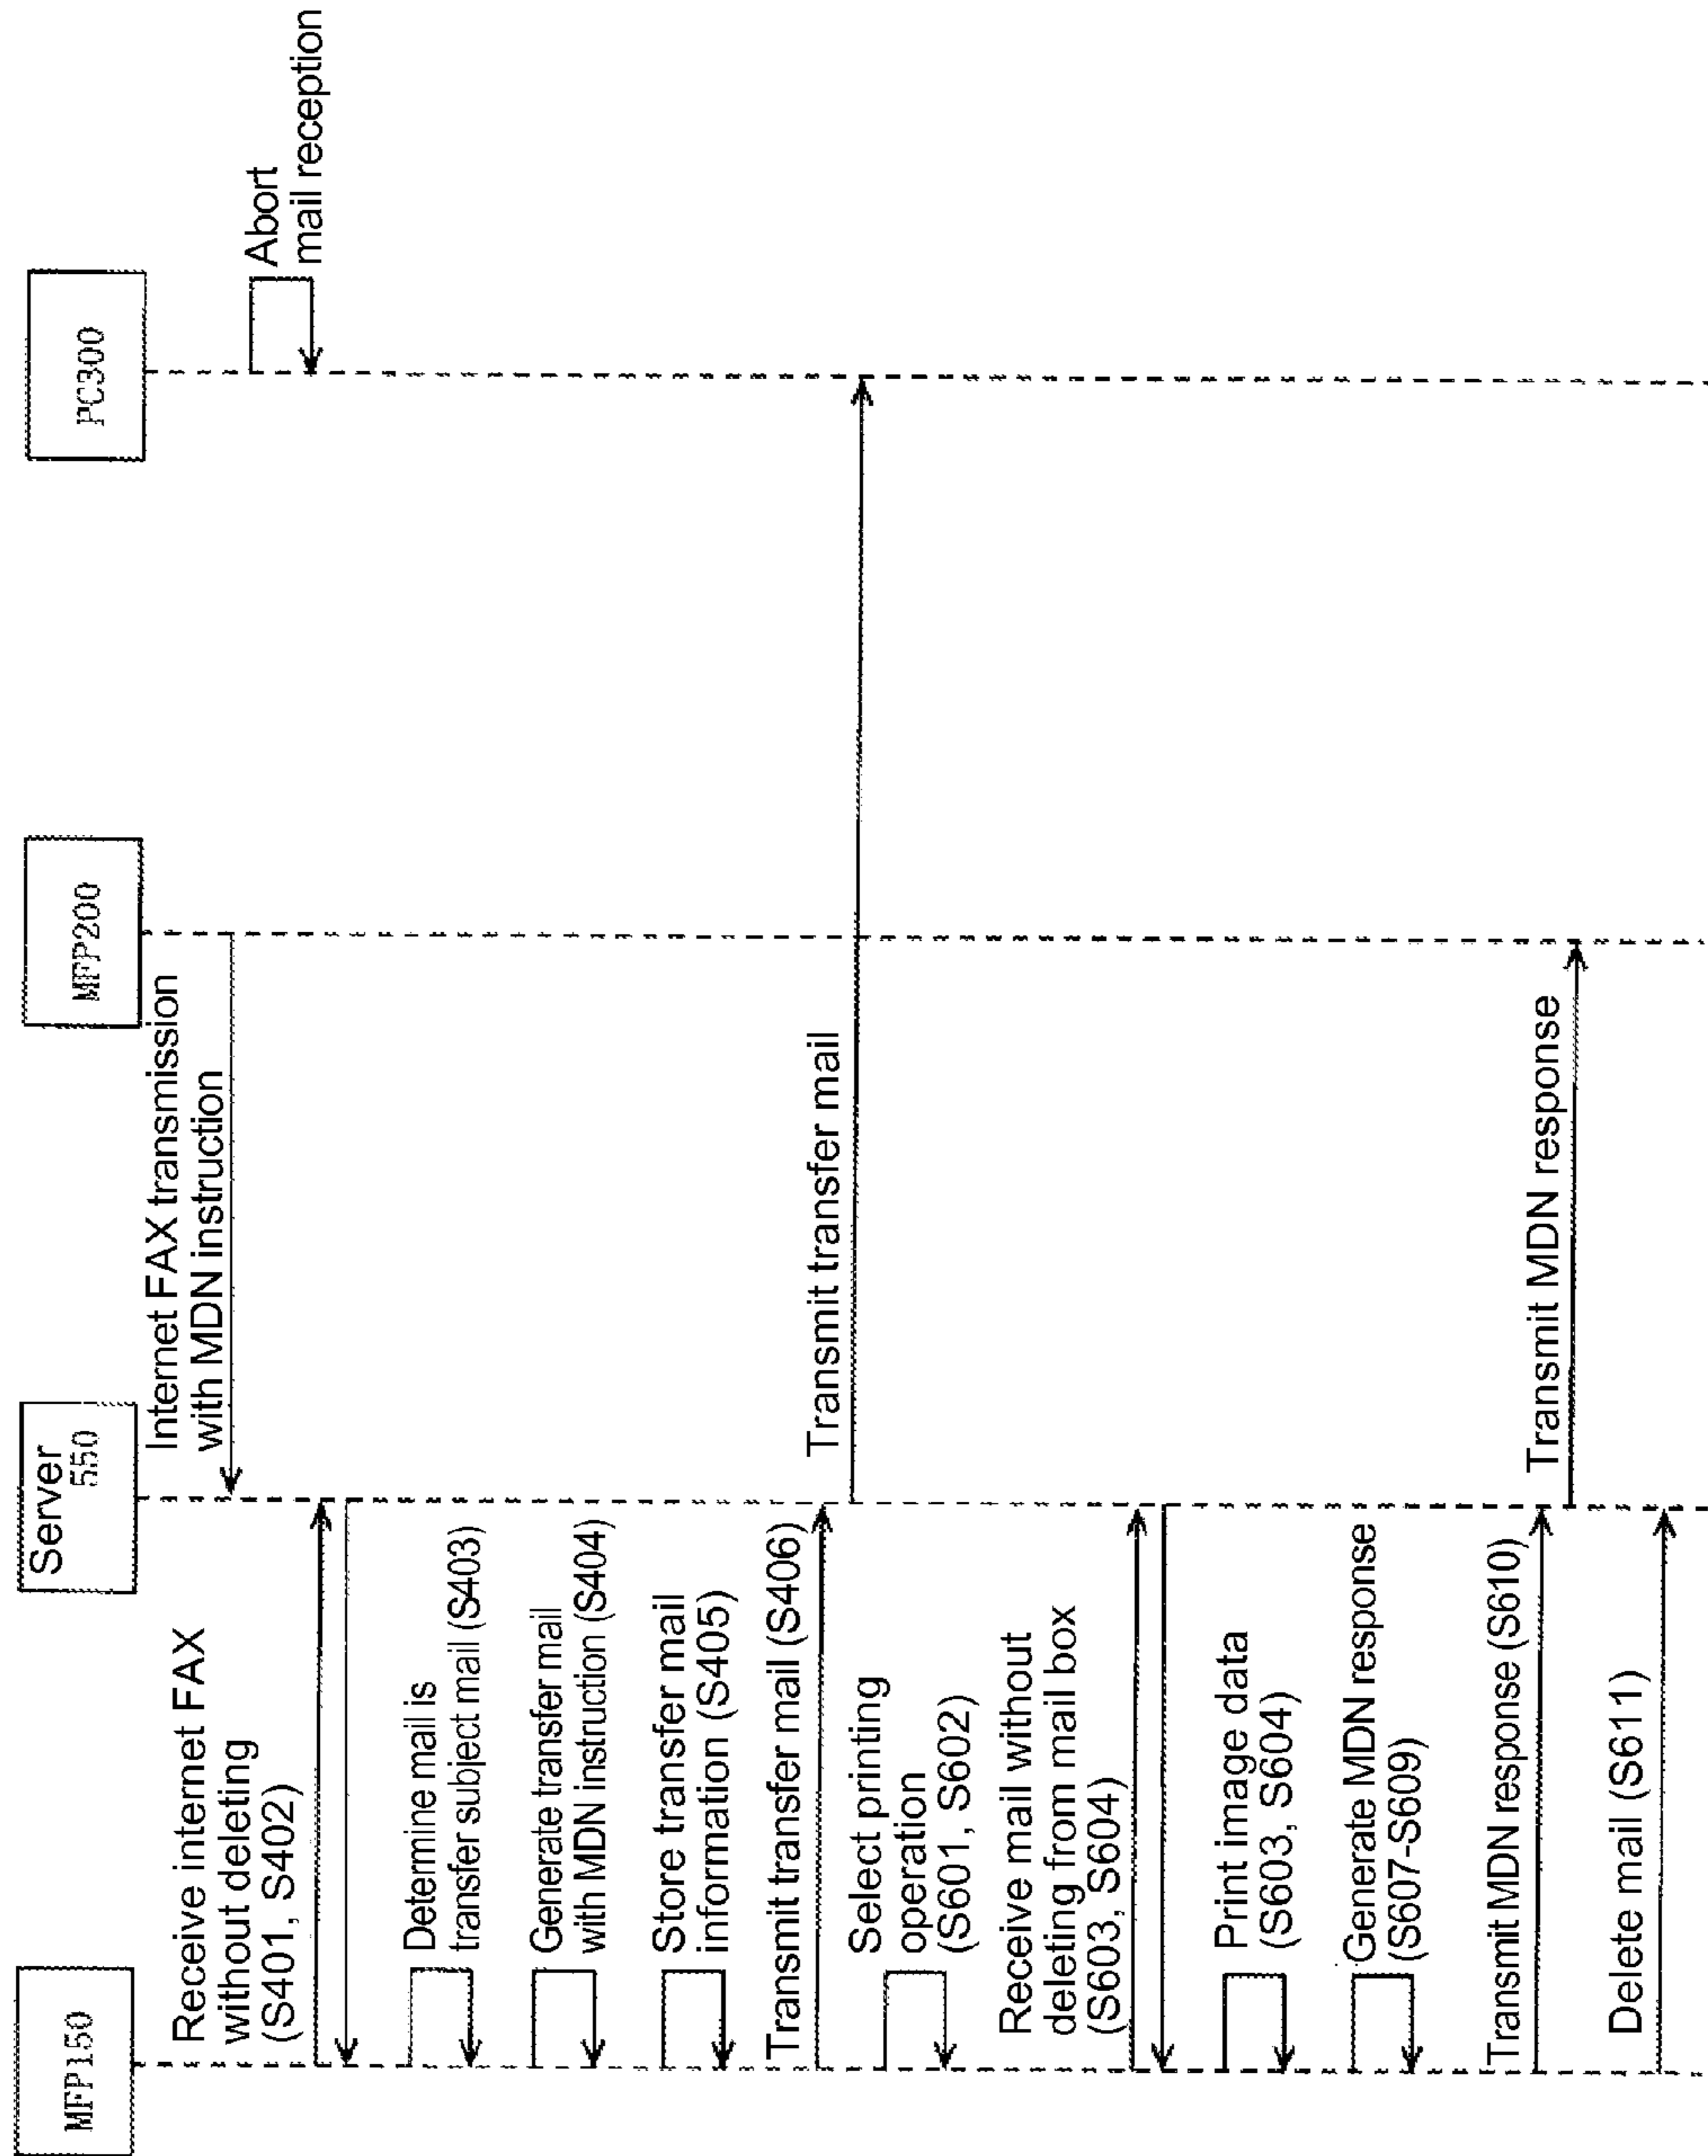 MFP150
Server
550
MFP200
PC300
Abort
mail reception
Internet FAX transmission
with MDN instruction
Receive internet FAX
without deleting
(S401, S402)
Determine mail is
transfer subject mail (S403)
Generate transfer mail
with MDN instruction (S404)
Store transfer mail
information (S405)
Transmit transfer mail (S406)
Transmit transfer mail
Select printing
operation
(S601, S602)
Receive mail without
deleting from mail box
(S603, S604)
Print image data
(S603, S604)
Generate MDN response
(S607-S609)
Transmit MDN response (S610)
Transmit MDN response
Delete mail (S611)